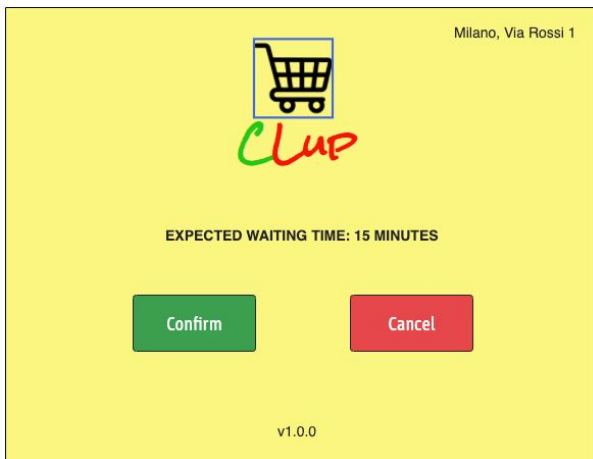 Milano, Via Rossi 1
CLup
EXPECTED WAITING TIME: 15 MINUTES
Confirm
Cancel
v1.0.0